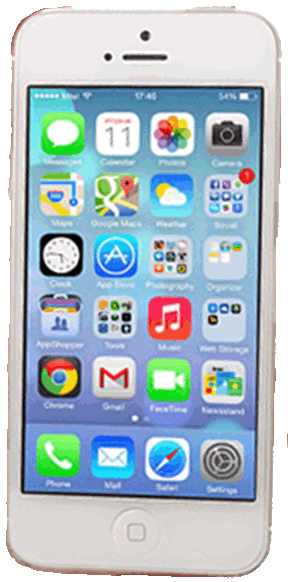 Mtel 17:46 54%
11
Messages Calendar Photos Camera
1
Maps Google Maps Weather Social
Clock App Store Photography Organizer
AppShopper Tools Music Web Storage
Chrome Gmail FaceTime Newsstand
Phone Mail Safari Settings